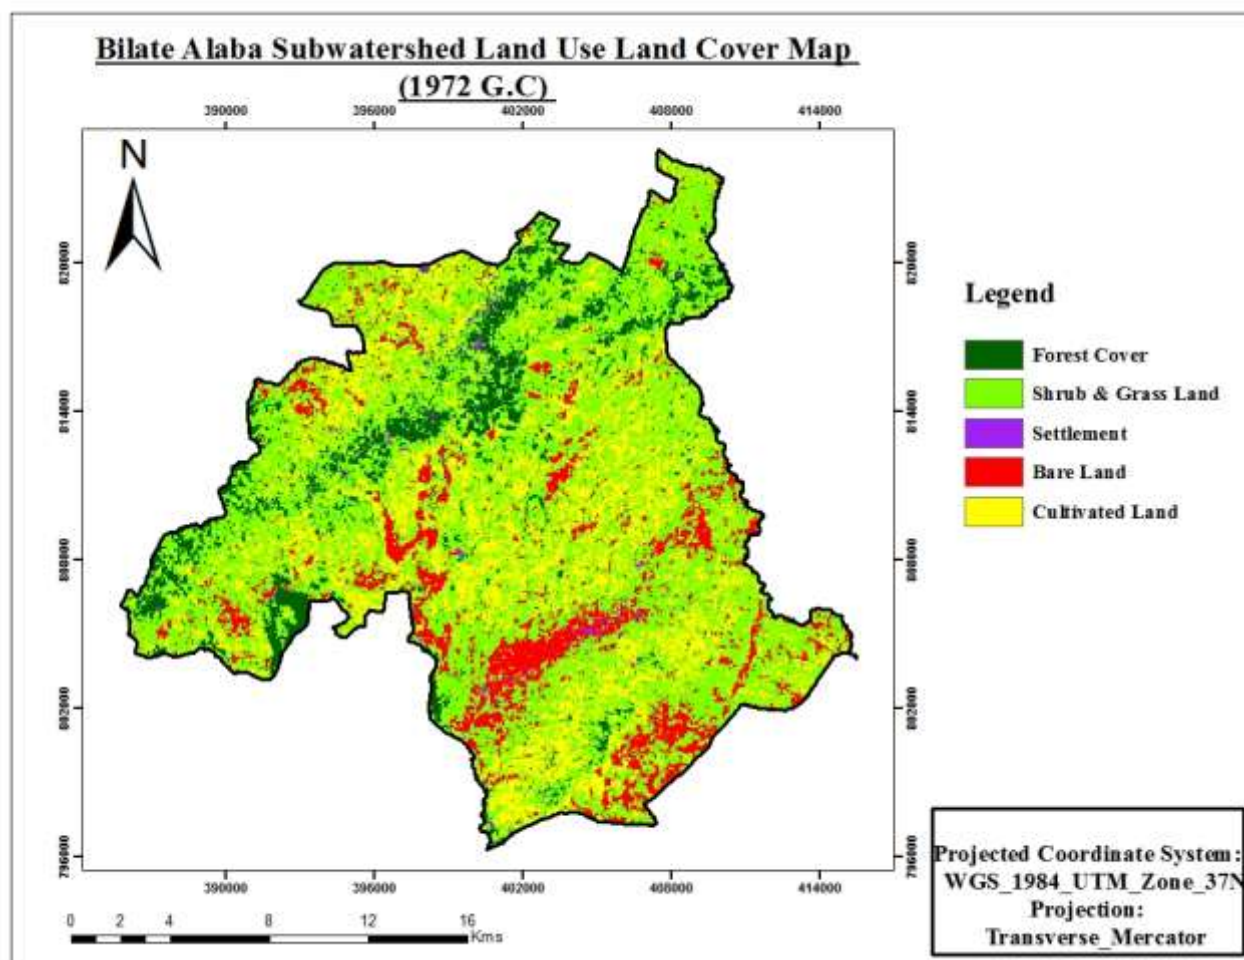 Bilate Alaba Subwatershed Land Use Land Cover Map
(1972 G.C)
390000 396000 402000 408000 414000
N
820000 820000
814000 814000
808000 808000
802000 802000
796000 796000
390000 396000 402000 408000 414000
0 2 4 8 12 16
Kms
Legend
Forest Cover
Shrub & Grass Land
Settlement
Bare Land
Cultivated Land
Projected Coordinate System:
WGS_1984_UTM_Zone_37N
Projection:
Transverse_Mercator